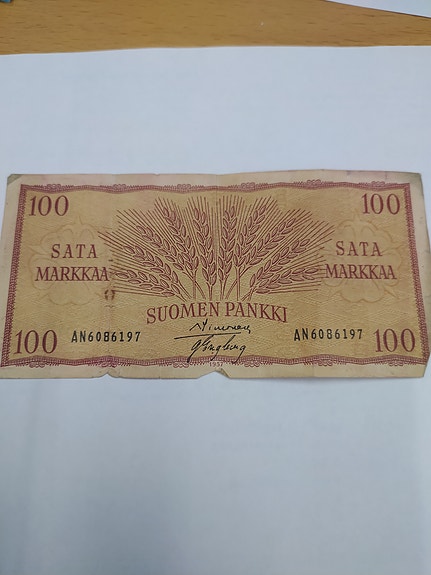 100 100
SATA SATA
MARKKAA MARKKAA
SUOMEN PANKKI
AN6086197 AN6086197
100 100
1957